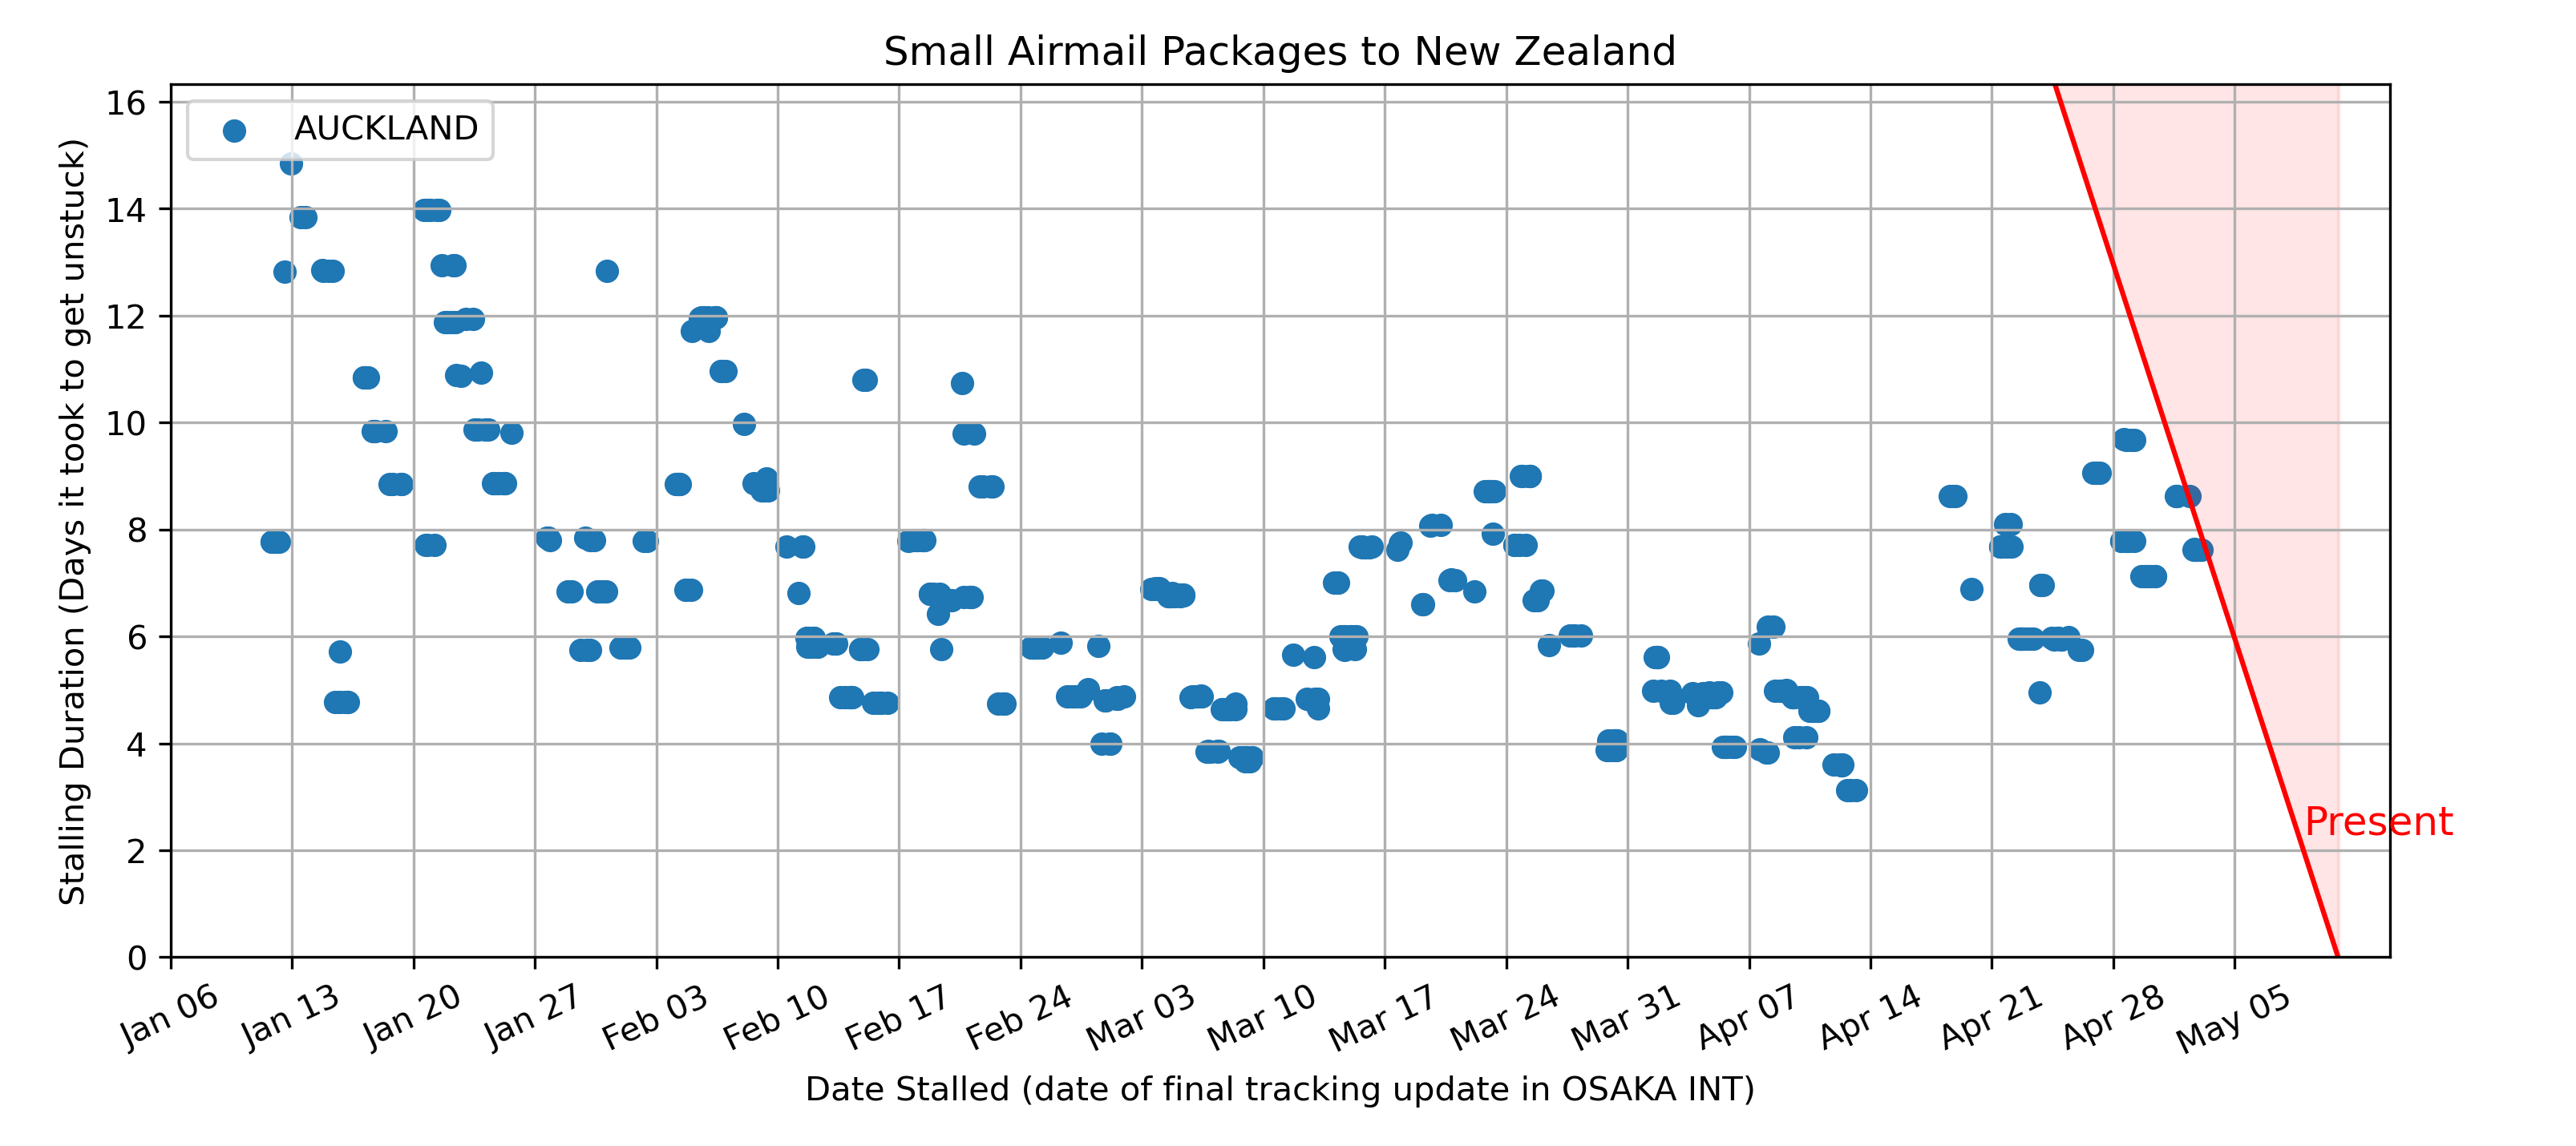 Small Airmail Packages to New Zealand
AUCKLAND
Stalling Duration (Days it took to get unstuck)
16
14
12
10
8
6
4
2
0
Present
Jan 06
Jan 13
Jan 20
Jan 27
Feb 03
Feb 10
Feb 17
Feb 24
Mar 03
Mar 10
Mar 17
Mar 24
Mar 31
Apr 07
Apr 14
Apr 21
Apr 28
May 05
Date Stalled (date of final tracking update in OSAKA INT)